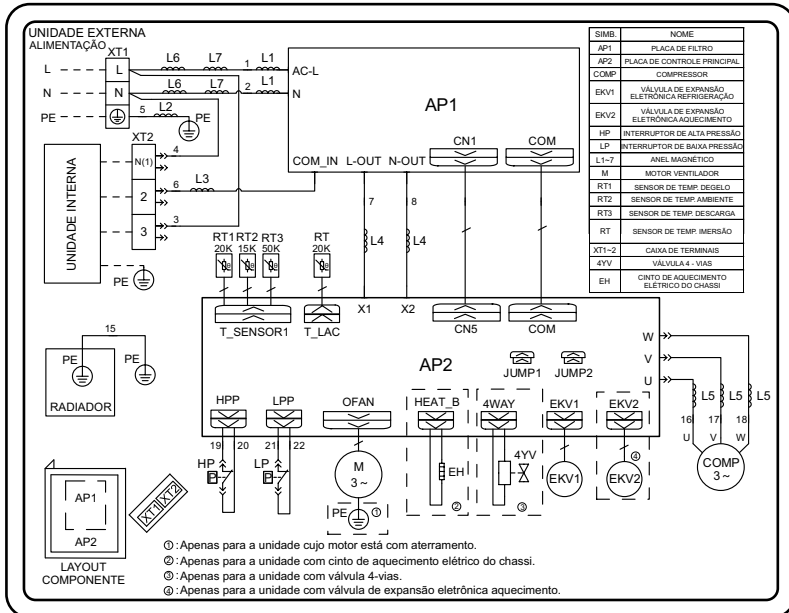 UNIDADE EXTERNA
ALIMENTAÇÃO
XT1
L
L
L6
L7
1
L1
AC-L
N
N
L6
L7
2
L1
N
PE
5
L2
PE
AP1
XT2
N(1)
4
2
6
L3
3
3
UNIDADE INTERNA
PE
COM_IN
L-OUT
N-OUT
CN1
COM
7
8
L4
L4
RT1
20K
RT2
15K
RT3
50K
RT
20K
θ
θ
θ
θ
T_SENSOR1
T_LAC
X1
X2
CN5
COM
AP2
JUMP1
JUMP2
W
V
U
15
PE
PE
RADIADOR
HPP
LPP
OFAN
HEAT_B
4WAY
EKV1
EKV2
L5
L5
L5
16
17
18
U
V
W
COMP
3~
19
20
21
22
HP
P
LP
P
M
3~
PE
①
EH
②
4YV
③
EKV1
EKV2
④
AP1
AP2
XT1
XT2
LAYOUT
COMPONENTE
①:Apenas para a unidade cujo motor está com aterramento.
②:Apenas para a unidade com cinto de aquecimento elétrico do chassi.
③:Apenas para a unidade com válvula 4-vias.
④:Apenas para a unidade com válvula de expansão eletrônica aquecimento.
SIMB. NOME
AP1 PLACA DE FILTRO
AP2 PLACA DE CONTROLE PRINCIPAL
COMP COMPRESSOR
EKV1 VÁLVULA DE EXPANSÃO
ELETRÔNICA REFRIGERAÇÃO
EKV2 VÁLVULA DE EXPANSÃO
ELETRÔNICA AQUECIMENTO
HP INTERRUPTOR DE ALTA PRESSÃO
LP INTERRUPTOR DE BAIXA PRESSÃO
L1~7 ANEL MAGNÉTICO
M MOTOR VENTILADOR
RT1 SENSOR DE TEMP. DEGELO
RT2 SENSOR DE TEMP. AMBIENTE
RT3 SENSOR DE TEMP. DESCARGA
RT SENSOR DE TEMP. IMERSÃO
XT1~2 CAIXA DE TERMINAIS
4YV VÁLVULA 4 - VIAS
EH CINTO DE AQUECIMENTO
ELÉTRICO DO CHASSI